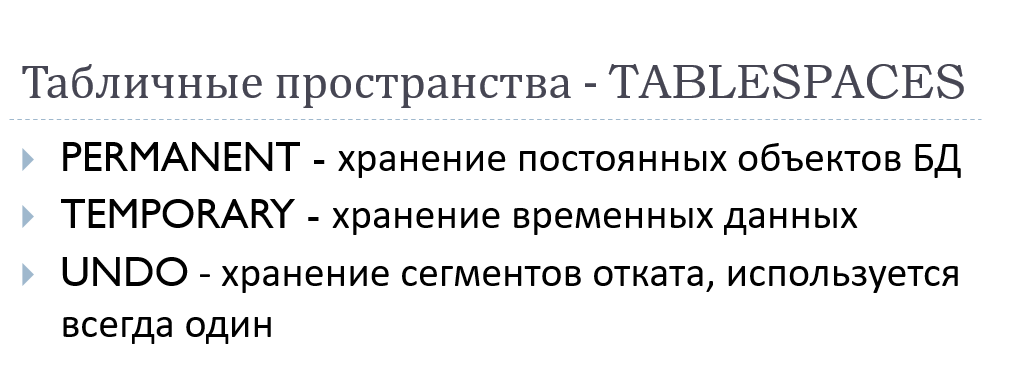 Табличные пространства - TABLESPACES
PERMANENT - хранение постоянных объектов БД
TEMPORARY - хранение временных данных
UNDO - хранение сегментов отката, используется
всегда один